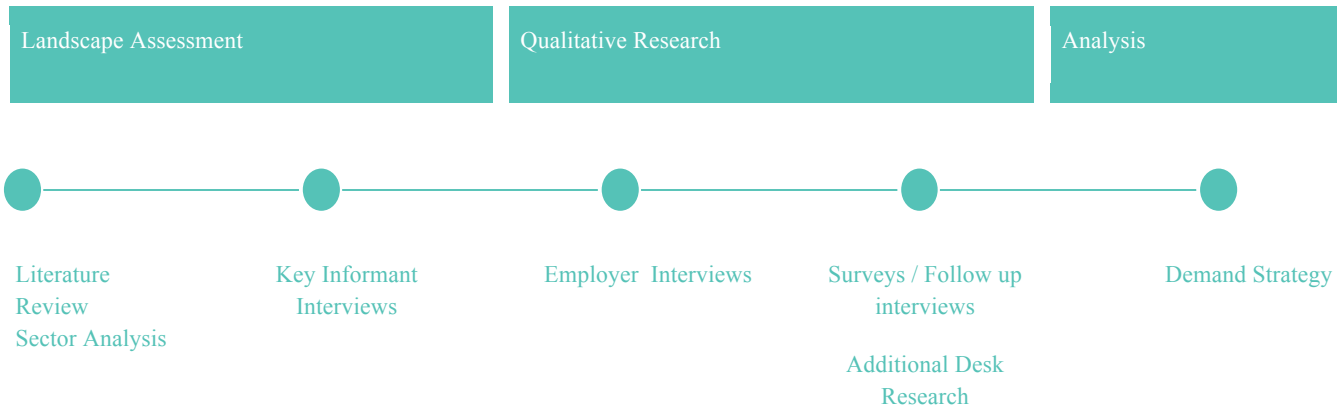 Landscape Assessment
Qualitative Research
Analysis
Literature
Review
Sector Analysis
Key Informant
Interviews
Employer  Interviews
Surveys / Follow up
interviews
Additional Desk
Research
Demand Strategy